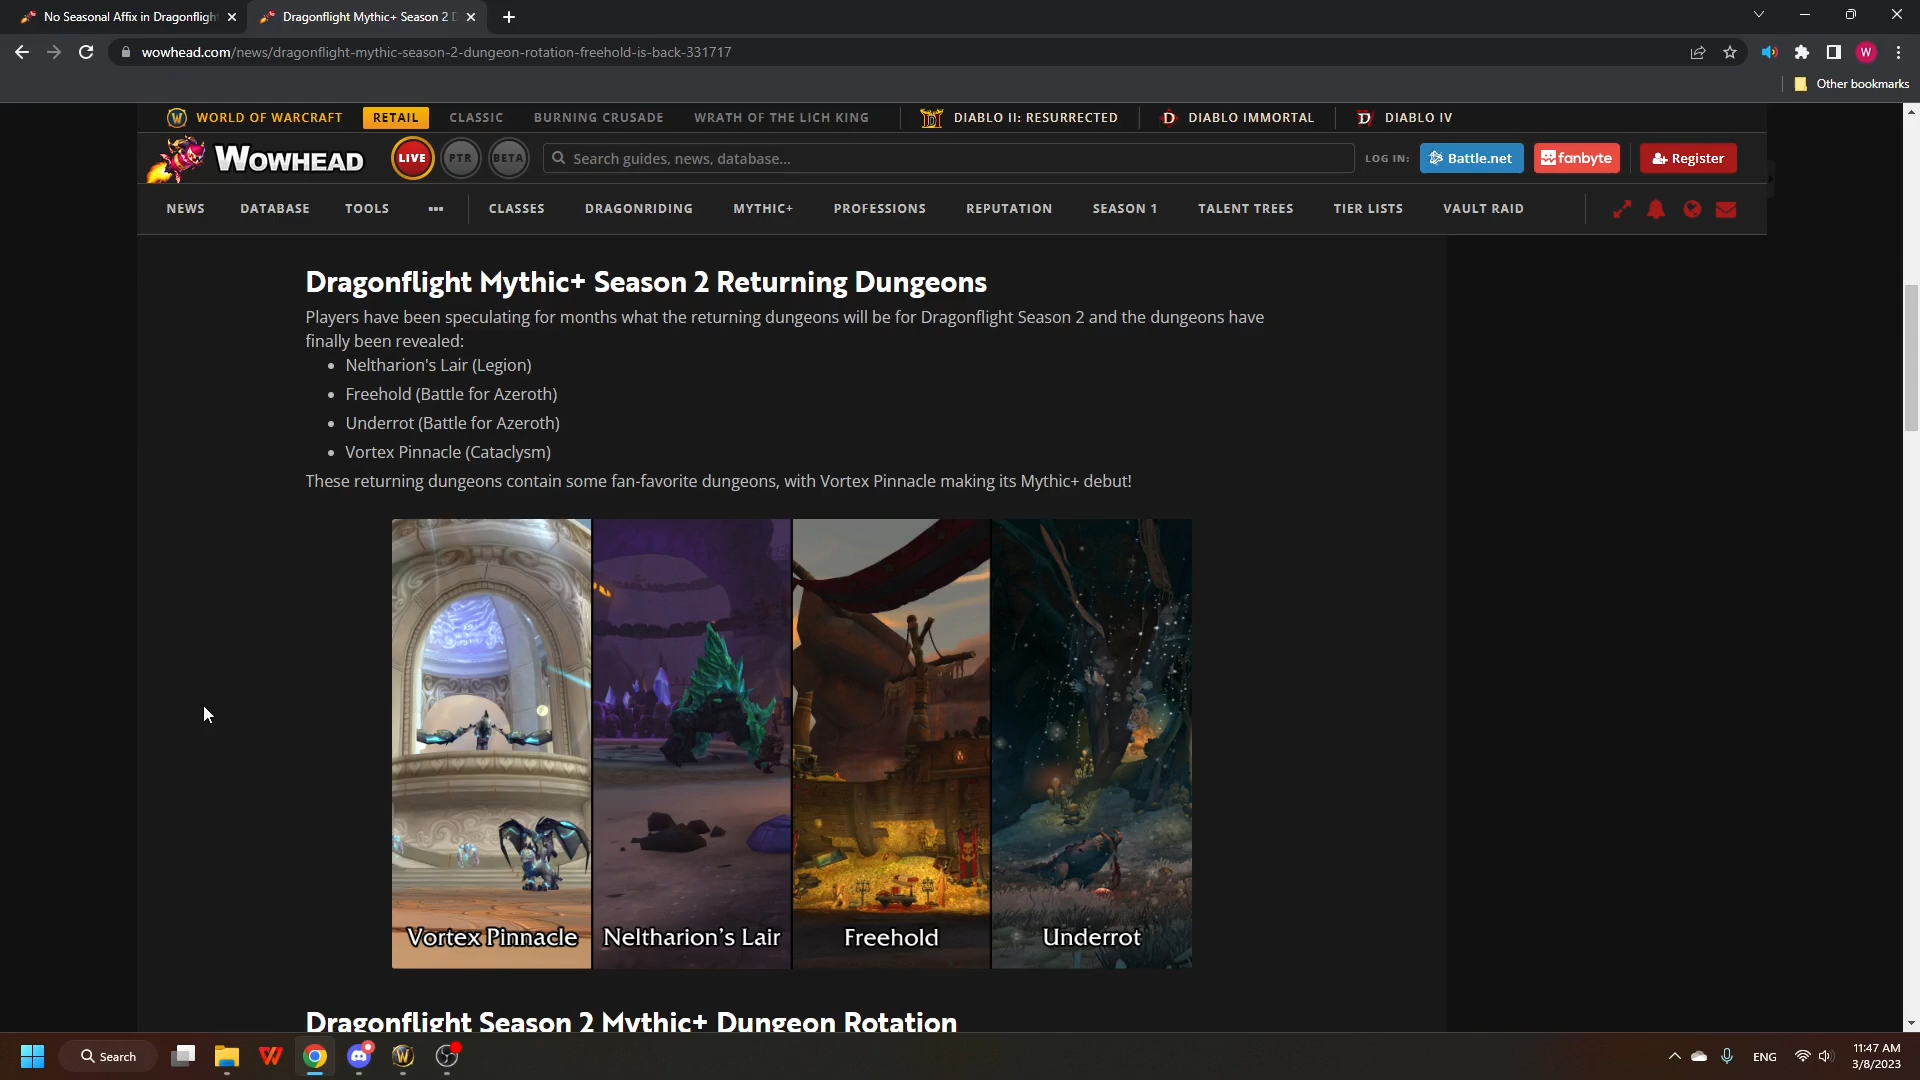 No Seasonal Affix in Dragonfligh
Dragonflight Mythic+ Season 2 D
wowhead.com/news/dragonflight-mythic-season-2-dungeon-rotation-freehold-is-back-331717
W
Other bookmarks
WORLD OF WARCRAFT RETAIL CLASSIC BURNING CRUSADE WRATH OF THE LICH KING DIABLO II: RESURRECTED DIABLO IMMORTAL DIABLO IV
WOWHEAD LIVE PTR BETA Search guides, news, database... LOG IN: Battle.net fanbyte Register
NEWS DATABASE TOOLS ••• CLASSES DRAGONRIDING MYTHIC+ PROFESSIONS REPUTATION SEASON 1 TALENT TREES TIER LISTS VAULT RAID
Dragonflight Mythic+ Season 2 Returning Dungeons
Players have been speculating for months what the returning dungeons will be for Dragonflight Season 2 and the dungeons have
finally been revealed:
• Neltharion's Lair (Legion)
• Freehold (Battle for Azeroth)
• Underrot (Battle for Azeroth)
• Vortex Pinnacle (Cataclysm)
These returning dungeons contain some fan-favorite dungeons, with Vortex Pinnacle making its Mythic+ debut!
Vortex Pinnacle Neltharion's Lair Freehold Underrot
Dragonflight Season 2 Mythic+ Dungeon Rotation
Search ENG 11:47 AM
3/8/2023